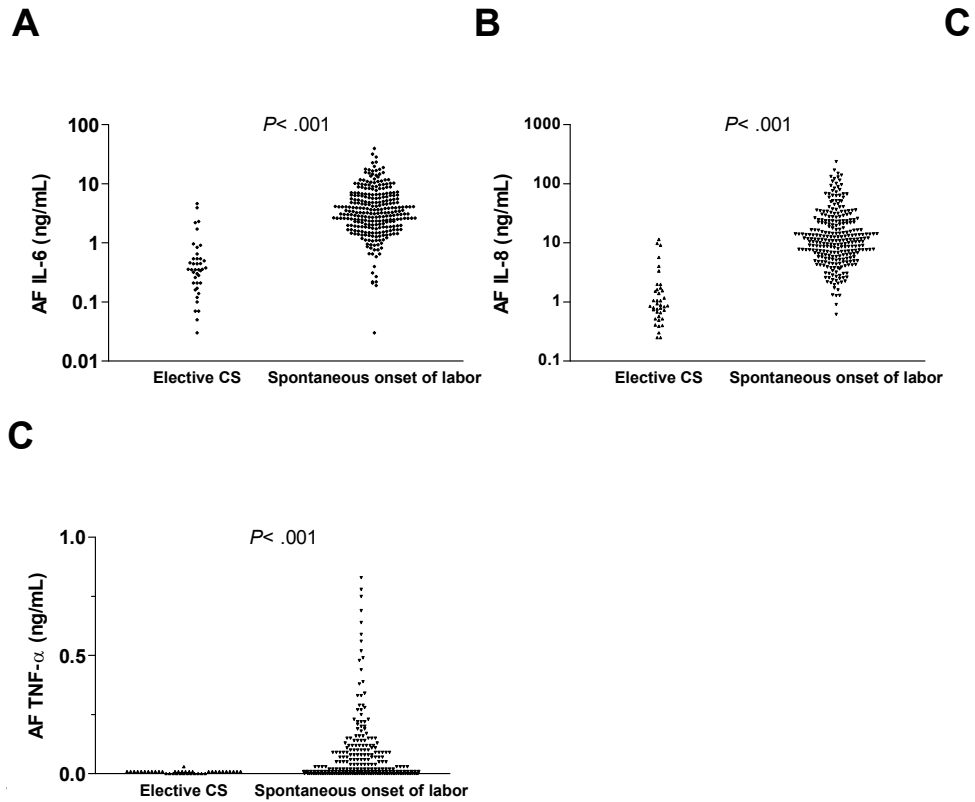 A
B
C
P< .001
P< .001
100
10
1
0.1
0.01
AF IL-6 (ng/mL)
Elective CS Spontaneous onset of labor
1000
100
10
1
0.1
AF IL-8 (ng/mL)
Elective CS Spontaneous onset of labor
C
P< .001
1.0
0.5
0.0
AF TNF-α (ng/mL)
Elective CS Spontaneous onset of labor